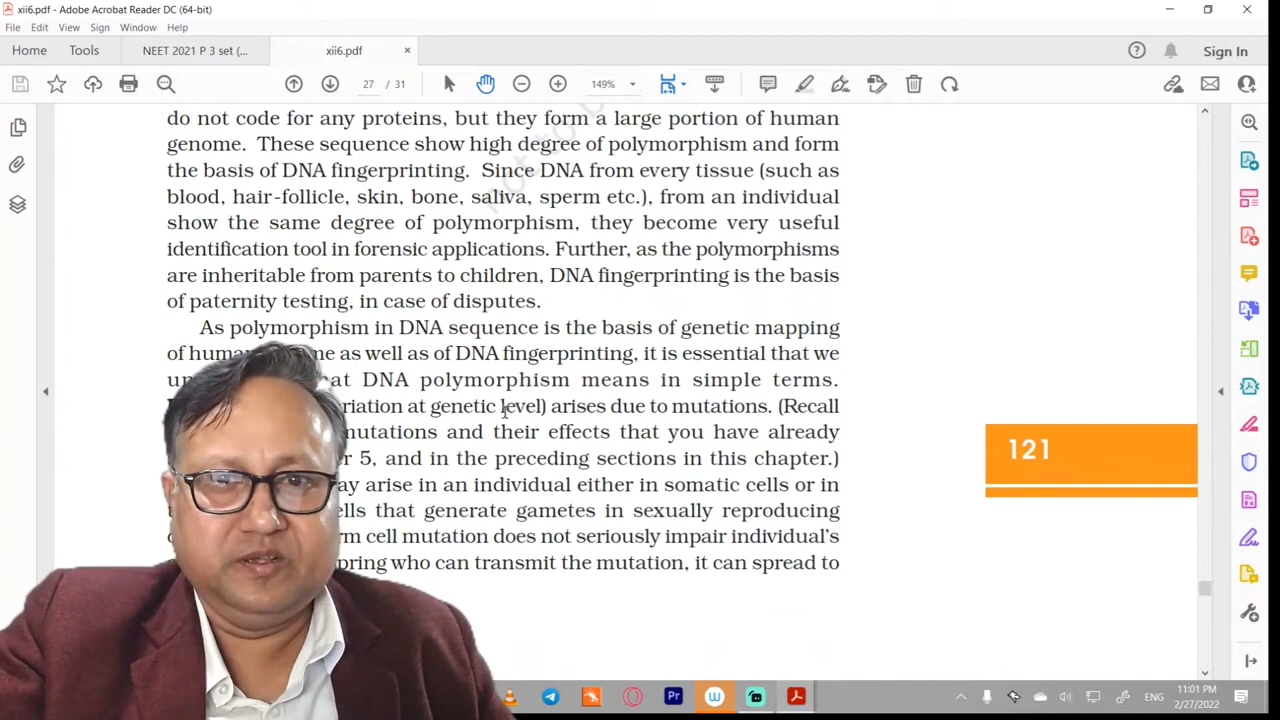 xii6.pdf - Adobe Acrobat Reader DC (64-bit)
File Edit View Sign Window Help
Home Tools NEET 2021 P 3 set (... xii6.pdf × Sign In
27 / 31 149%
do not code for any proteins, but they form a large portion of human
genome. These sequence show high degree of polymorphism and form
the basis of DNA fingerprinting. Since DNA from every tissue (such as
blood, hair-follicle, skin, bone, saliva, sperm etc.), from an individual
show the same degree of polymorphism, they become very useful
identification tool in forensic applications. Further, as the polymorphisms
are inheritable from parents to children, DNA fingerprinting is the basis
of paternity testing, in case of disputes.
As polymorphism in DNA sequence is the basis of genetic mapping
of human me as well as of DNA fingerprinting, it is essential that we
at DNA polymorphism means in simple terms.
riation at genetic level) arises due to mutations. (Recall
mutations and their effects that you have already
r 5, and in the preceding sections in this chapter.)
ay arise in an individual either in somatic cells or in
ells that generate gametes in sexually reproducing
rm cell mutation does not seriously impair individual's
pring who can transmit the mutation, it can spread to
not to b
121
Pr
ENG
11:01 PM
2/27/2022